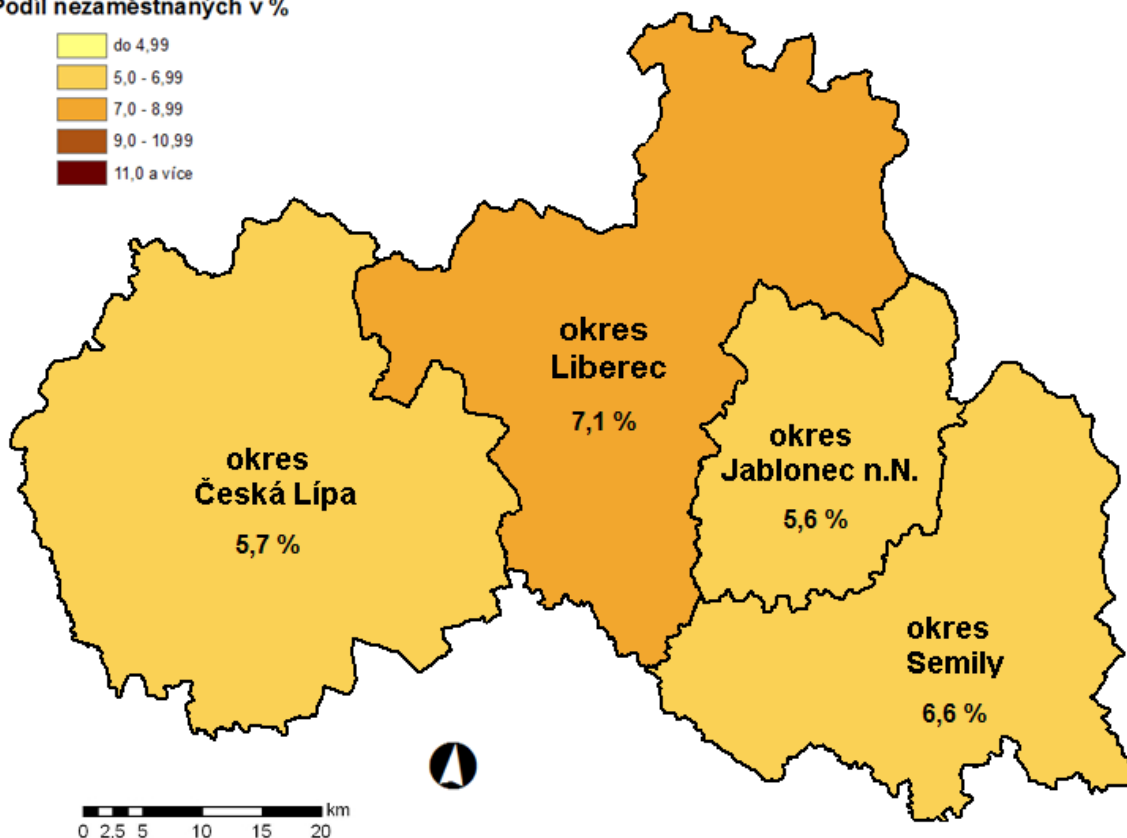 Podíl nezaměstnaných v %
do 4,99
5,0 - 6,99
7,0 - 8,99
9,0 - 10,99
11,0 a více
okres
Liberec
7,1 %
okres
Jablonec n.N.
5,6 %
okres
Česká Lípa
5,7 %
okres
Semily
6,6 %
km
0 2,5 5 10 15 20